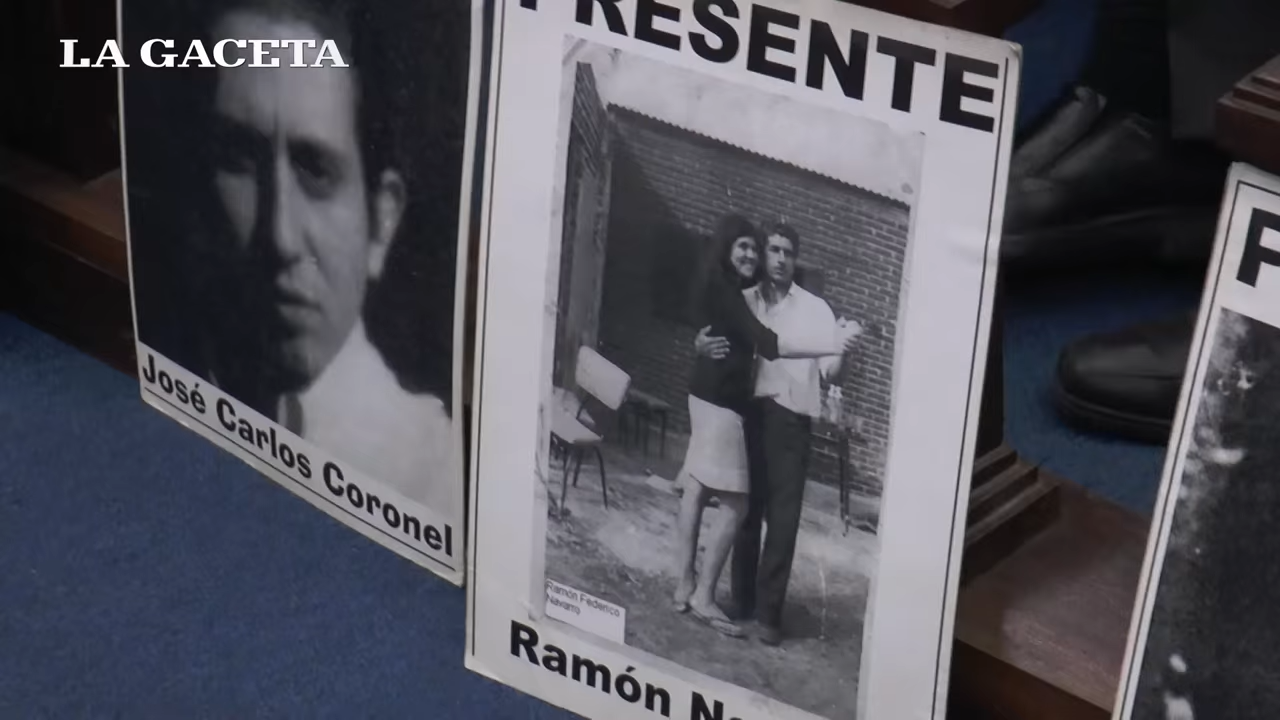 LA GACETA
José Carlos Coronel
PRESENTE
Ramón Federico
Navarro
Ramón